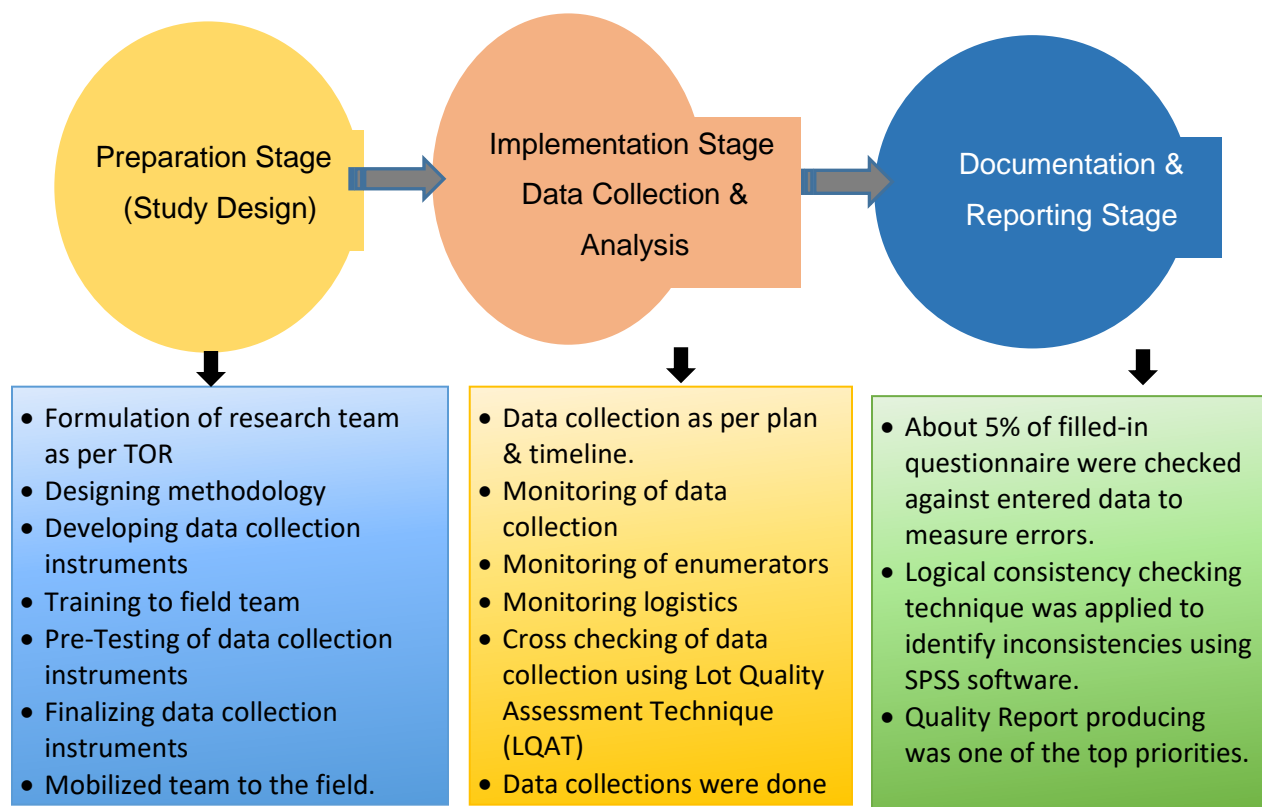 Preparation Stage
(Study Design)
Implementation Stage
Data Collection &
Analysis
Documentation &
Reporting Stage
• Formulation of research team
as per TOR
• Designing methodology
• Developing data collection
instruments
• Training to field team
• Pre-Testing of data collection
instruments
• Finalizing data collection
instruments
• Mobilized team to the field.
• Data collection as per plan
& timeline.
• Monitoring of data
collection
• Monitoring of enumerators
• Monitoring logistics
• Cross checking of data
collection using Lot Quality
Assessment Technique
(LQAT)
• Data collections were done
• About 5% of filled-in
questionnaire were checked
against entered data to
measure errors.
• Logical consistency checking
technique was applied to
identify inconsistencies using
SPSS software.
• Quality Report producing
was one of the top priorities.